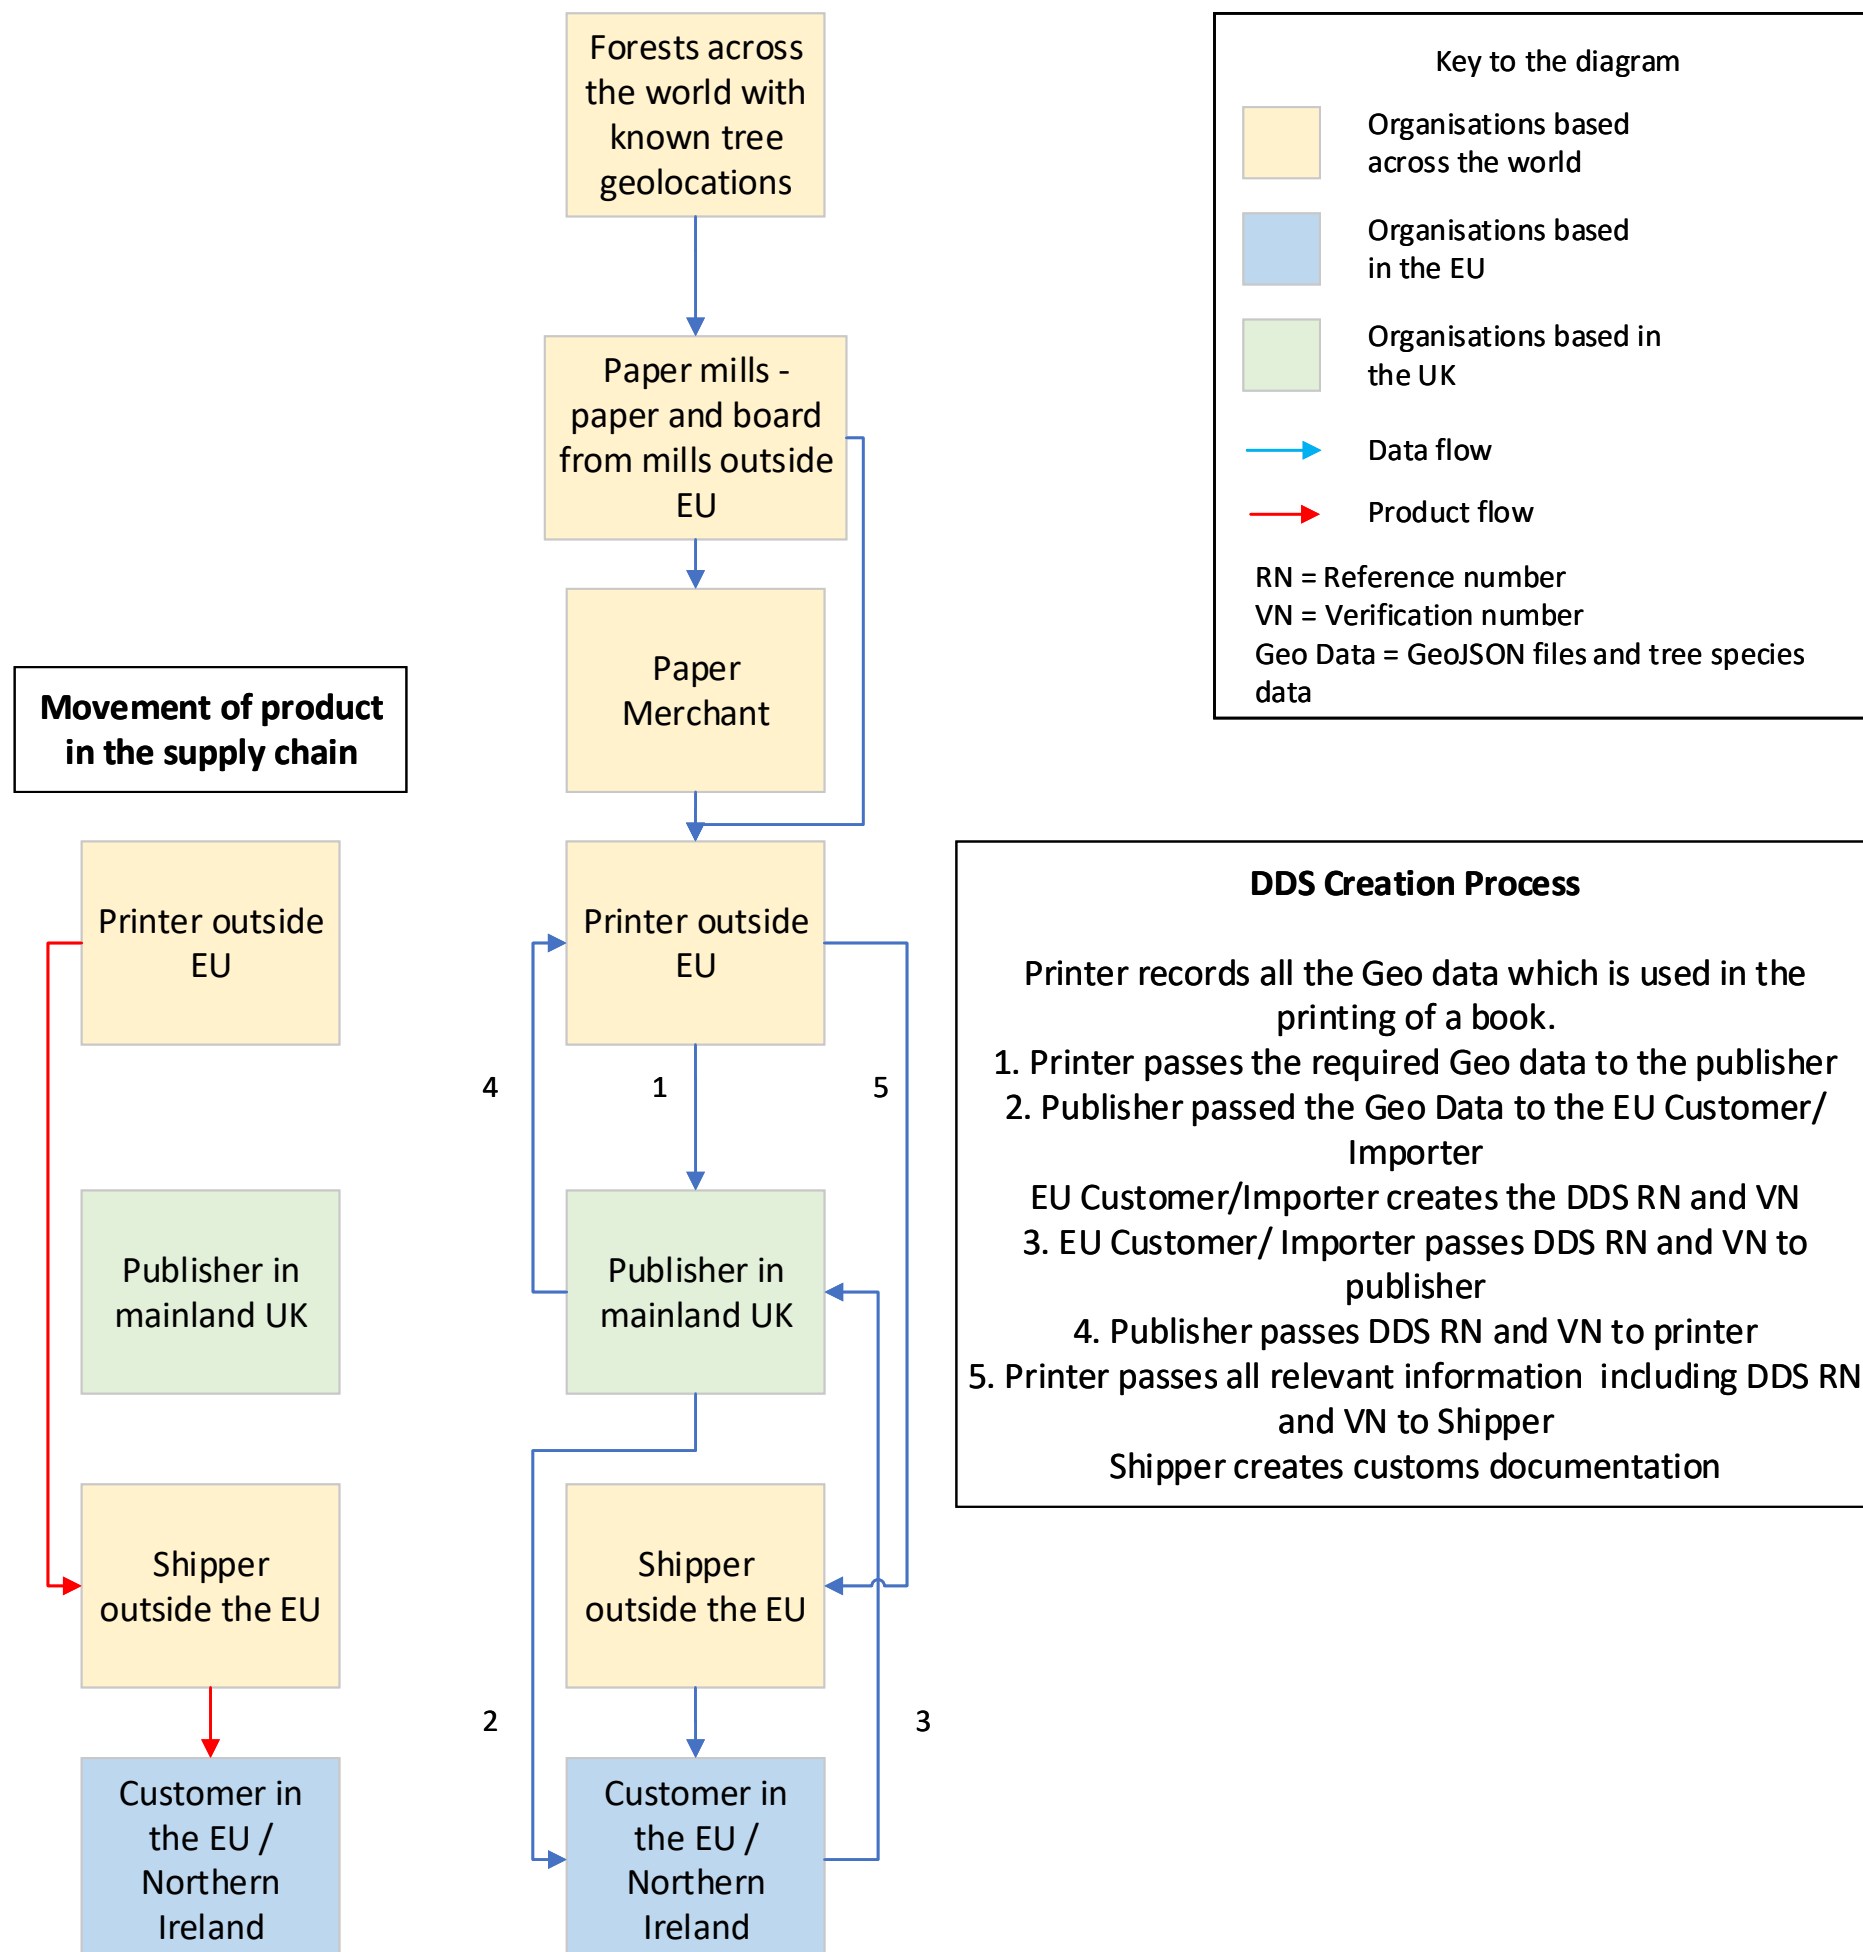 Forests across
the world with
known tree
geolocations
Paper mills -
paper and board
from mills outside
EU
Paper
Merchant
Key to the diagram
Organisations based
across the world
Organisations based
in the EU
Organisations based in
the UK
Data flow
Product flow
RN = Reference number
VN = Verification number
Geo Data = GeoJSON files and tree species
data
Movement of product
in the supply chain
Printer outside
EU
Publisher in
mainland UK
Shipper
outside the EU
Customer in
the EU /
Northern
Ireland
Printer outside
EU
4
1
5
Publisher in
mainland UK
Shipper
outside the EU
2
3
Customer in
the EU /
Northern
Ireland
DDS Creation Process
Printer records all the Geo data which is used in the
printing of a book.
1. Printer passes the required Geo data to the publisher
2. Publisher passed the Geo Data to the EU Customer/
Importer
EU Customer/Importer creates the DDS RN and VN
3. EU Customer/ Importer passes DDS RN and VN to
publisher
4. Publisher passes DDS RN and VN to printer
5. Printer passes all relevant information  including DDS RN
and VN to Shipper
Shipper creates customs documentation